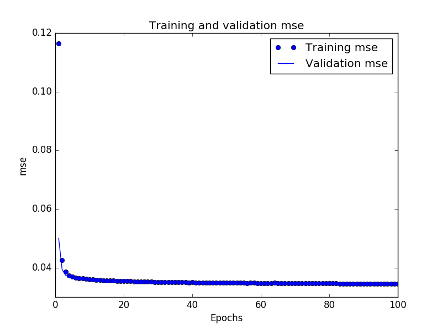 Training and validation mse
0.12
0.10
0.08
0.06
0.04
mse
Training mse
Validation mse
0 20 40 60 80 100
Epochs